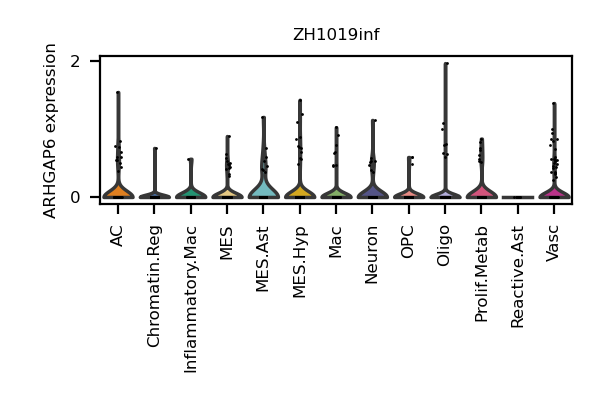 ZH1019inf
ARHGAP6 expression
2
0
AC
Chromatin.Reg
Inflammatory.Mac
MES
MES.Ast
MES.Hyp
Mac
Neuron
OPC
Oligo
Prolif.Metab
Reactive.Ast
Vasc